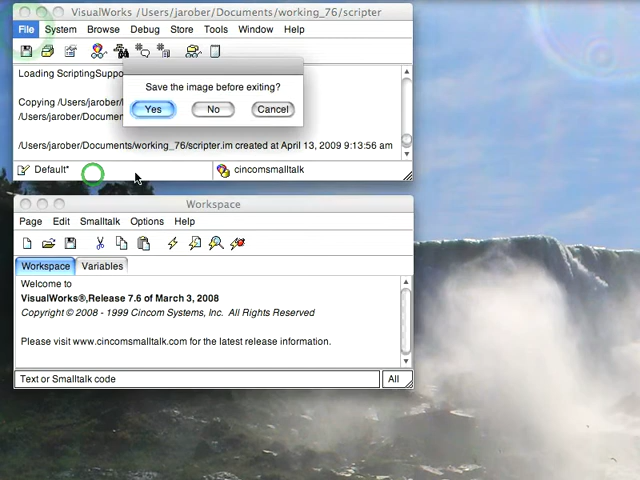 VisualWorks /Users/jarober/Documents/working_76/scripter
File System Browse Debug Store Tools Window Help
Loading ScriptingSuppo
Save the image before exiting?
Copying /Users/jarober/
Yes No Cancel
/Users/jarober/Documen
/Users/jarober/Documents/working_76/scripter.im created at April 13, 2009 9:13:56 am
Default* cincomsmalltalk
Workspace
Page Edit Smalltalk Options Help
Workspace Variables
Welcome to
VisualWorks®,Release 7.6 of March 3, 2008
Copyright © 2008 - 1999 Cincom Systems, Inc. All Rights Reserved
Please visit www.cincomsmalltalk.com for the latest release information.
Text or Smalltalk code All